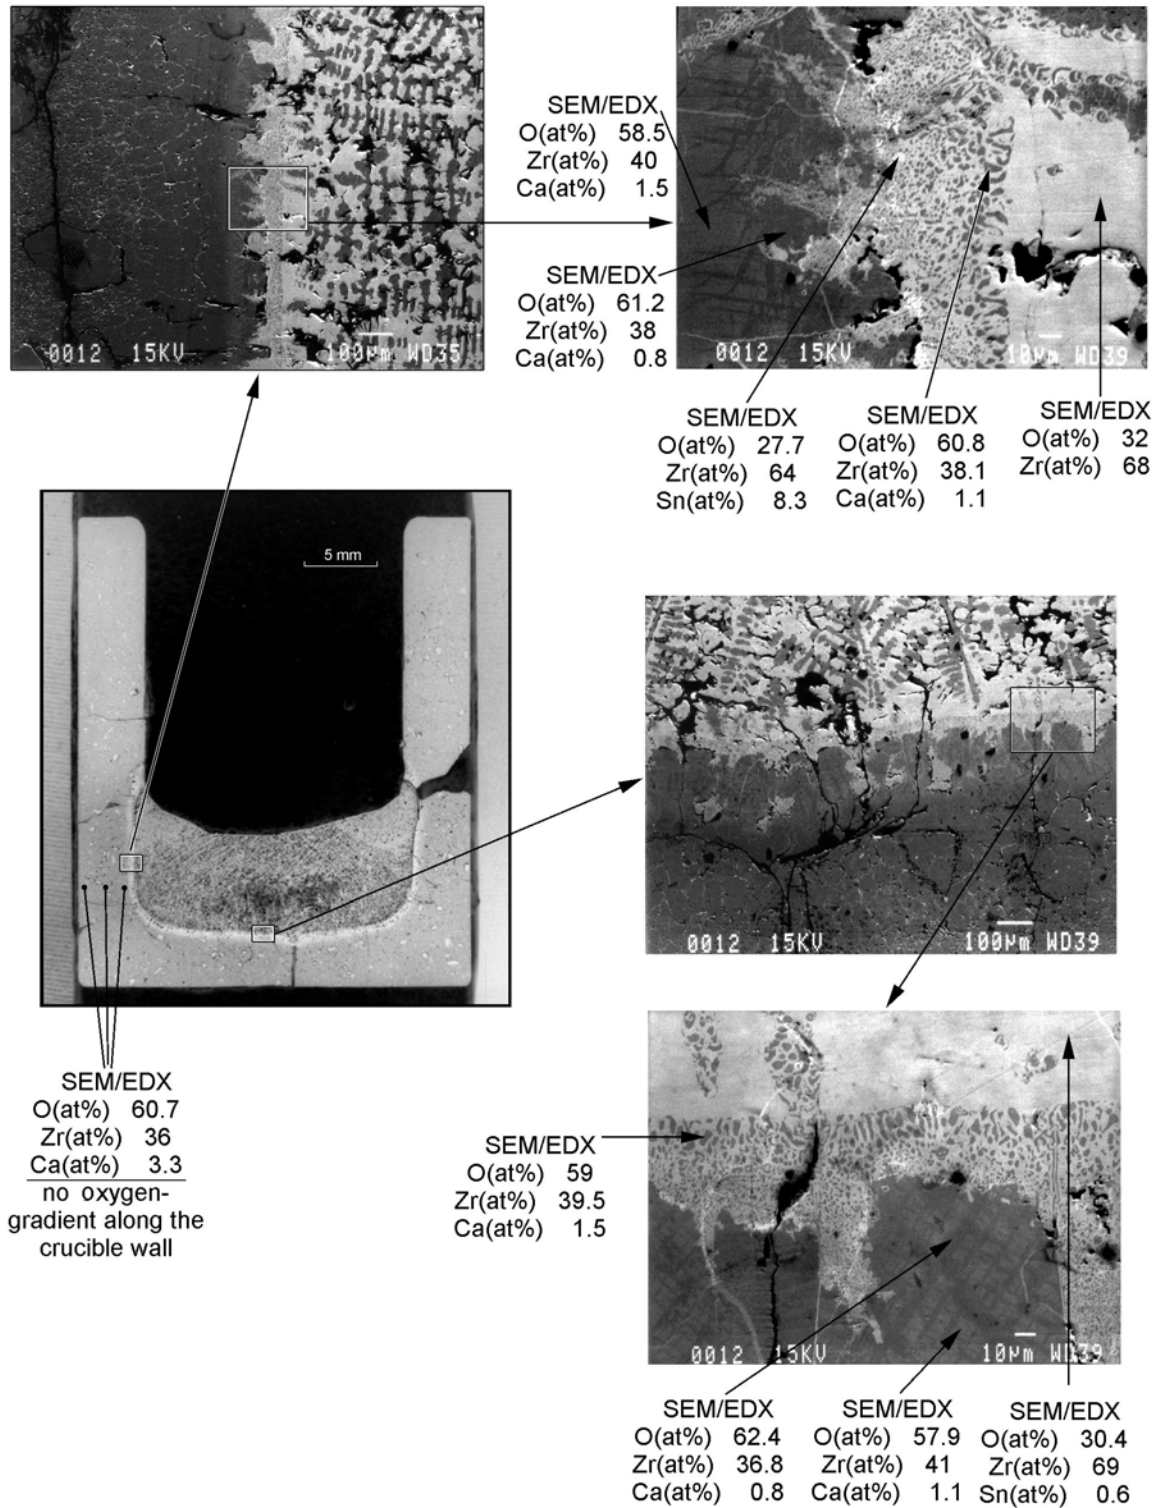 SEM/EDX
O(at%) 58.5
Zr(at%) 40
Ca(at%) 1.5
SEM/EDX
O(at%) 61.2
Zr(at%) 38
Ca(at%) 0.8
0012 15KV 100µm WD35
0012 15KV 10µm WD39
SEM/EDX
O(at%) 27.7
Zr(at%) 64
Sn(at%) 8.3
SEM/EDX
O(at%) 60.8
Zr(at%) 38.1
Ca(at%) 1.1
SEM/EDX
O(at%) 32
Zr(at%) 68
5 mm
0012 15KV 100µm WD39
SEM/EDX
O(at%) 60.7
Zr(at%) 36
Ca(at%) 3.3
no oxygen-
gradient along the
crucible wall
SEM/EDX
O(at%) 59
Zr(at%) 39.5
Ca(at%) 1.5
0012 15KV 10µm WD39
SEM/EDX
O(at%) 62.4
Zr(at%) 36.8
Ca(at%) 0.8
SEM/EDX
O(at%) 57.9
Zr(at%) 41
Ca(at%) 1.1
SEM/EDX
O(at%) 30.4
Zr(at%) 69
Sn(at%) 0.6